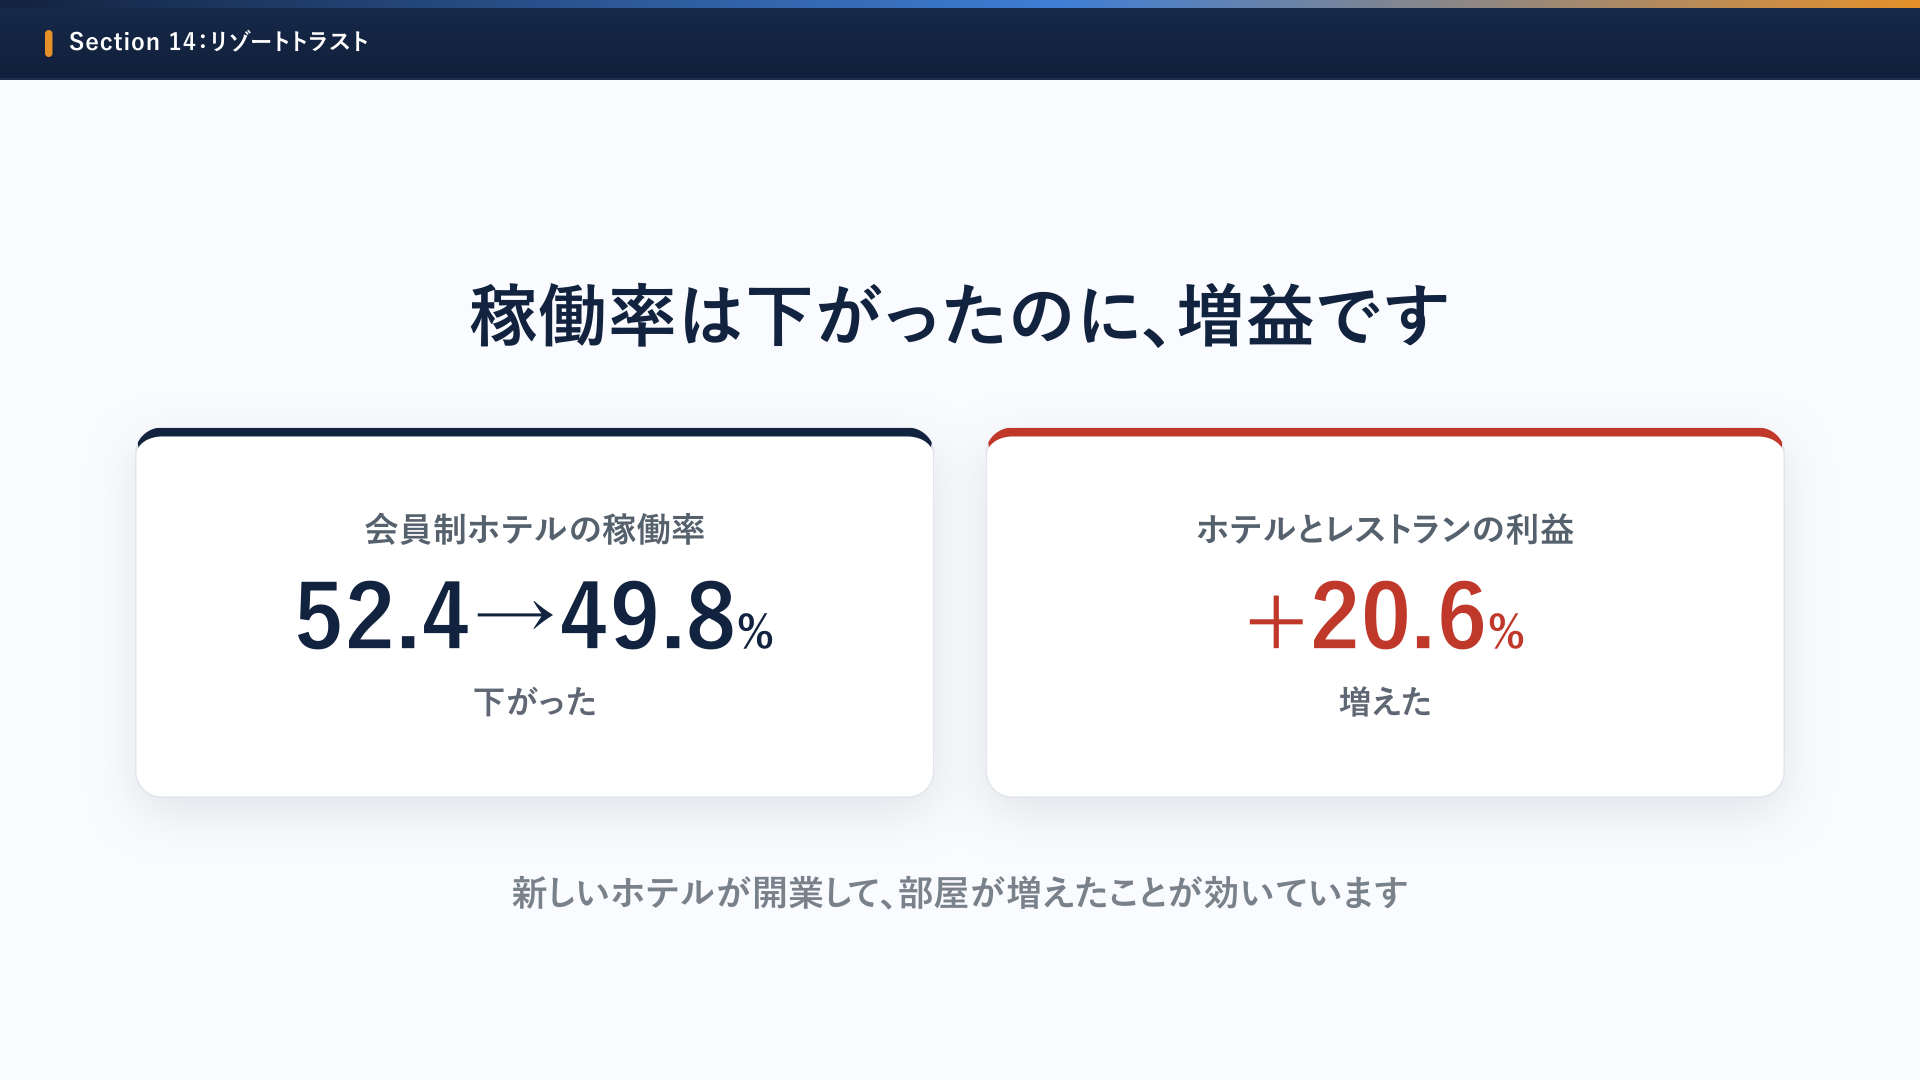 Section 14：リゾートトラスト
稼働率は下がったのに、増益です
会員制ホテルの稼働率
52.4→49.8%
下がった
ホテルとレストランの利益
＋20.6%
増えた
新しいホテルが開業して、部屋が増えたことが効いています